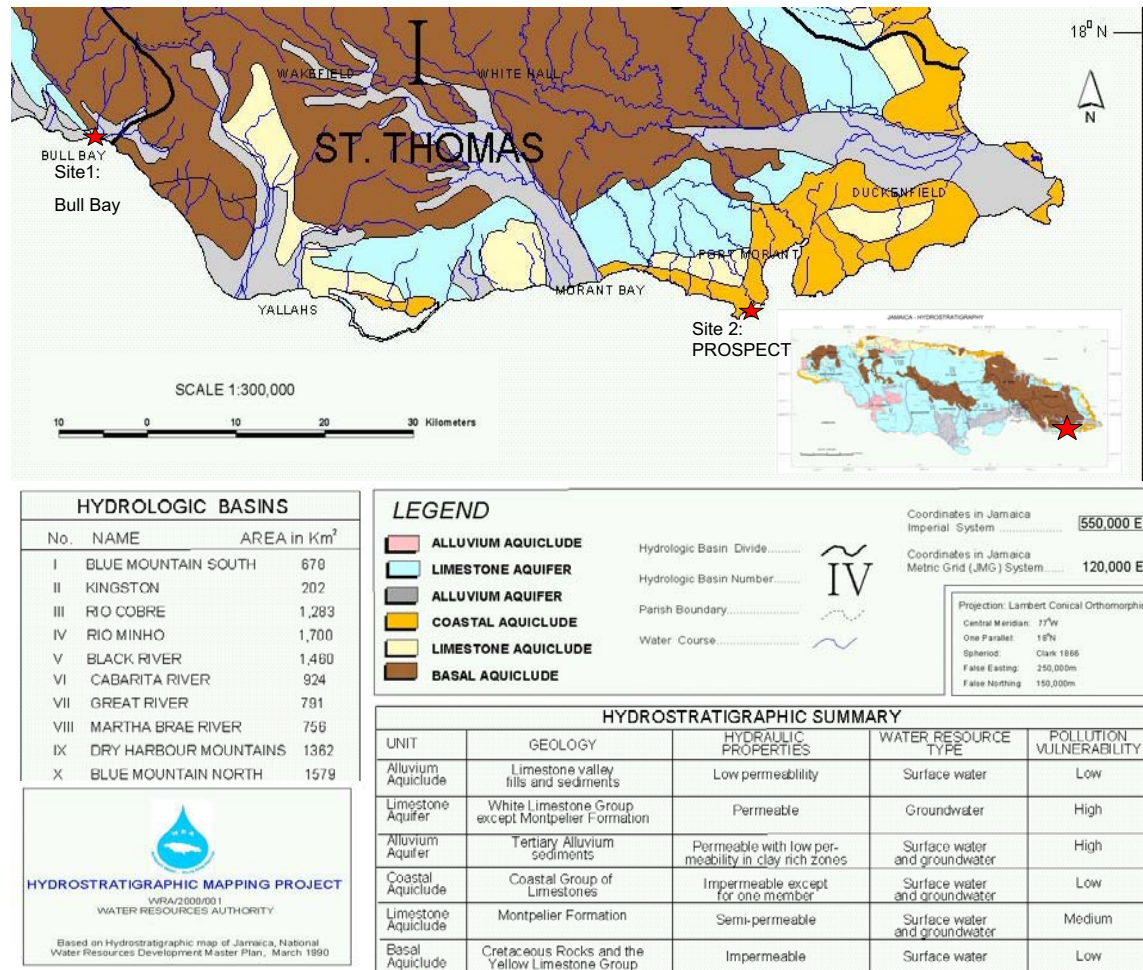 18⁰ N
N
I
WAKEFIELD
WHITE HALL
ST. THOMAS
BULL BAY
Site1:
Bull Bay
DUCKENFIELD
PORT MORANT
MORANT BAY
YALLAHS
Site 2:
PROSPECT
JAMAICA - HYDROSTRATIGRAPHY
SCALE 1:300,000
10 0 10 20 30 Kilometers
HYDROLOGIC BASINS
No. NAME AREA in Km²
I BLUE MOUNTAIN SOUTH 678
II KINGSTON 202
III RIO COBRE 1,283
IV RIO MINHO 1,700
V BLACK RIVER 1,460
VI CABARITA RIVER 924
VII GREAT RIVER 791
VIII MARTHA BRAE RIVER 756
IX DRY HARBOUR MOUNTAINS 1362
X BLUE MOUNTAIN NORTH 1579
WRA
HYDROSTRATIGRAPHIC MAPPING PROJECT
WRA/2000/001
WATER RESOURCES AUTHORITY
Based on Hydrostratigraphic map of Jamaica, National
Water Resources Development Master Plan, March 1990
LEGEND
ALLUVIUM AQUICLUDE
LIMESTONE AQUIFER
ALLUVIUM AQUIFER
COASTAL AQUICLUDE
LIMESTONE AQUICLUDE
BASAL AQUICLUDE
Hydrologic Basin Divide
Hydrologic Basin Number
IV
Parish Boundary
Water Course
Coordinates in Jamaica
Imperial System 550,000 E
Coordinates in Jamaica
Metric Grid (JMG) System 120,000 E
Projection: Lambert Conical Orthomorphic
Central Meridian: 77⁰W
One Parallel: 18⁰N
Spheriod: Clark 1866
False Easting: 250,000m
False Northing 150,000m
HYDROSTRATIGRAPHIC SUMMARY
UNIT GEOLOGY HYDRAULIC PROPERTIES WATER RESOURCE TYPE POLLUTION VULNERABILITY
Alluvium Aquiclude Limestone valley fills and sediments Low permeablility Surface water Low
Limestone Aquifer White Limestone Group except Montpelier Formation Permeable Groundwater High
Alluvium Aquifer Tertiary Alluvium sediments Permeable with low per-meability in clay rich zones Surface water and groundwater High
Coastal Aquiclude Coastal Group of Limestones Impermeable except for one member Surface water and groundwater Low
Limestone Aquiclude Montpelier Formation Semi-permeable Surface water and groundwater Medium
Basal Aquiclude Cretaceous Rocks and the Yellow Limestone Group Impermeable Surface water Low